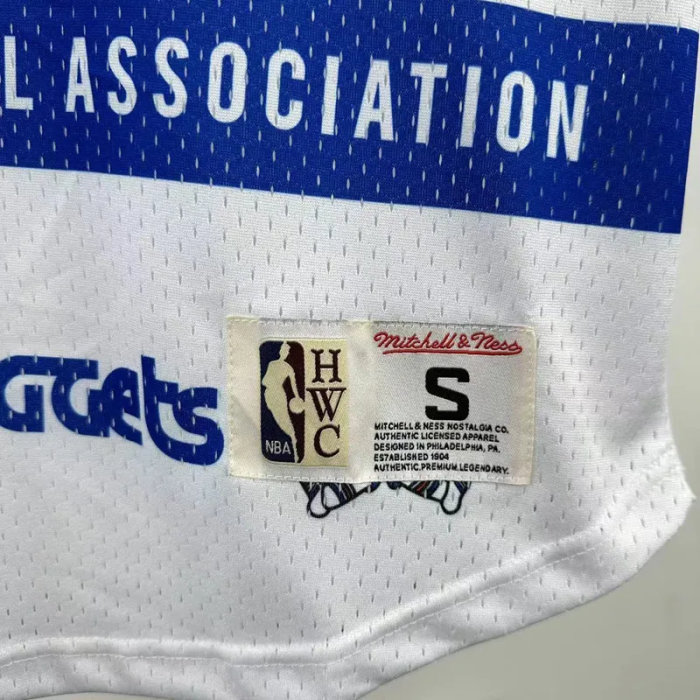 L ASSOCIATION
ggets
NBA
H
W
C
Mitchell & Ness
S
MITCHELL & NESS NOSTALGIA CO.
AUTHENTIC LICENSED APPAREL
DESIGNED IN PHILADELPHIA, PA.
ESTABLISHED 1904
AUTHENTIC.PREMIUM.LEGENDARY.